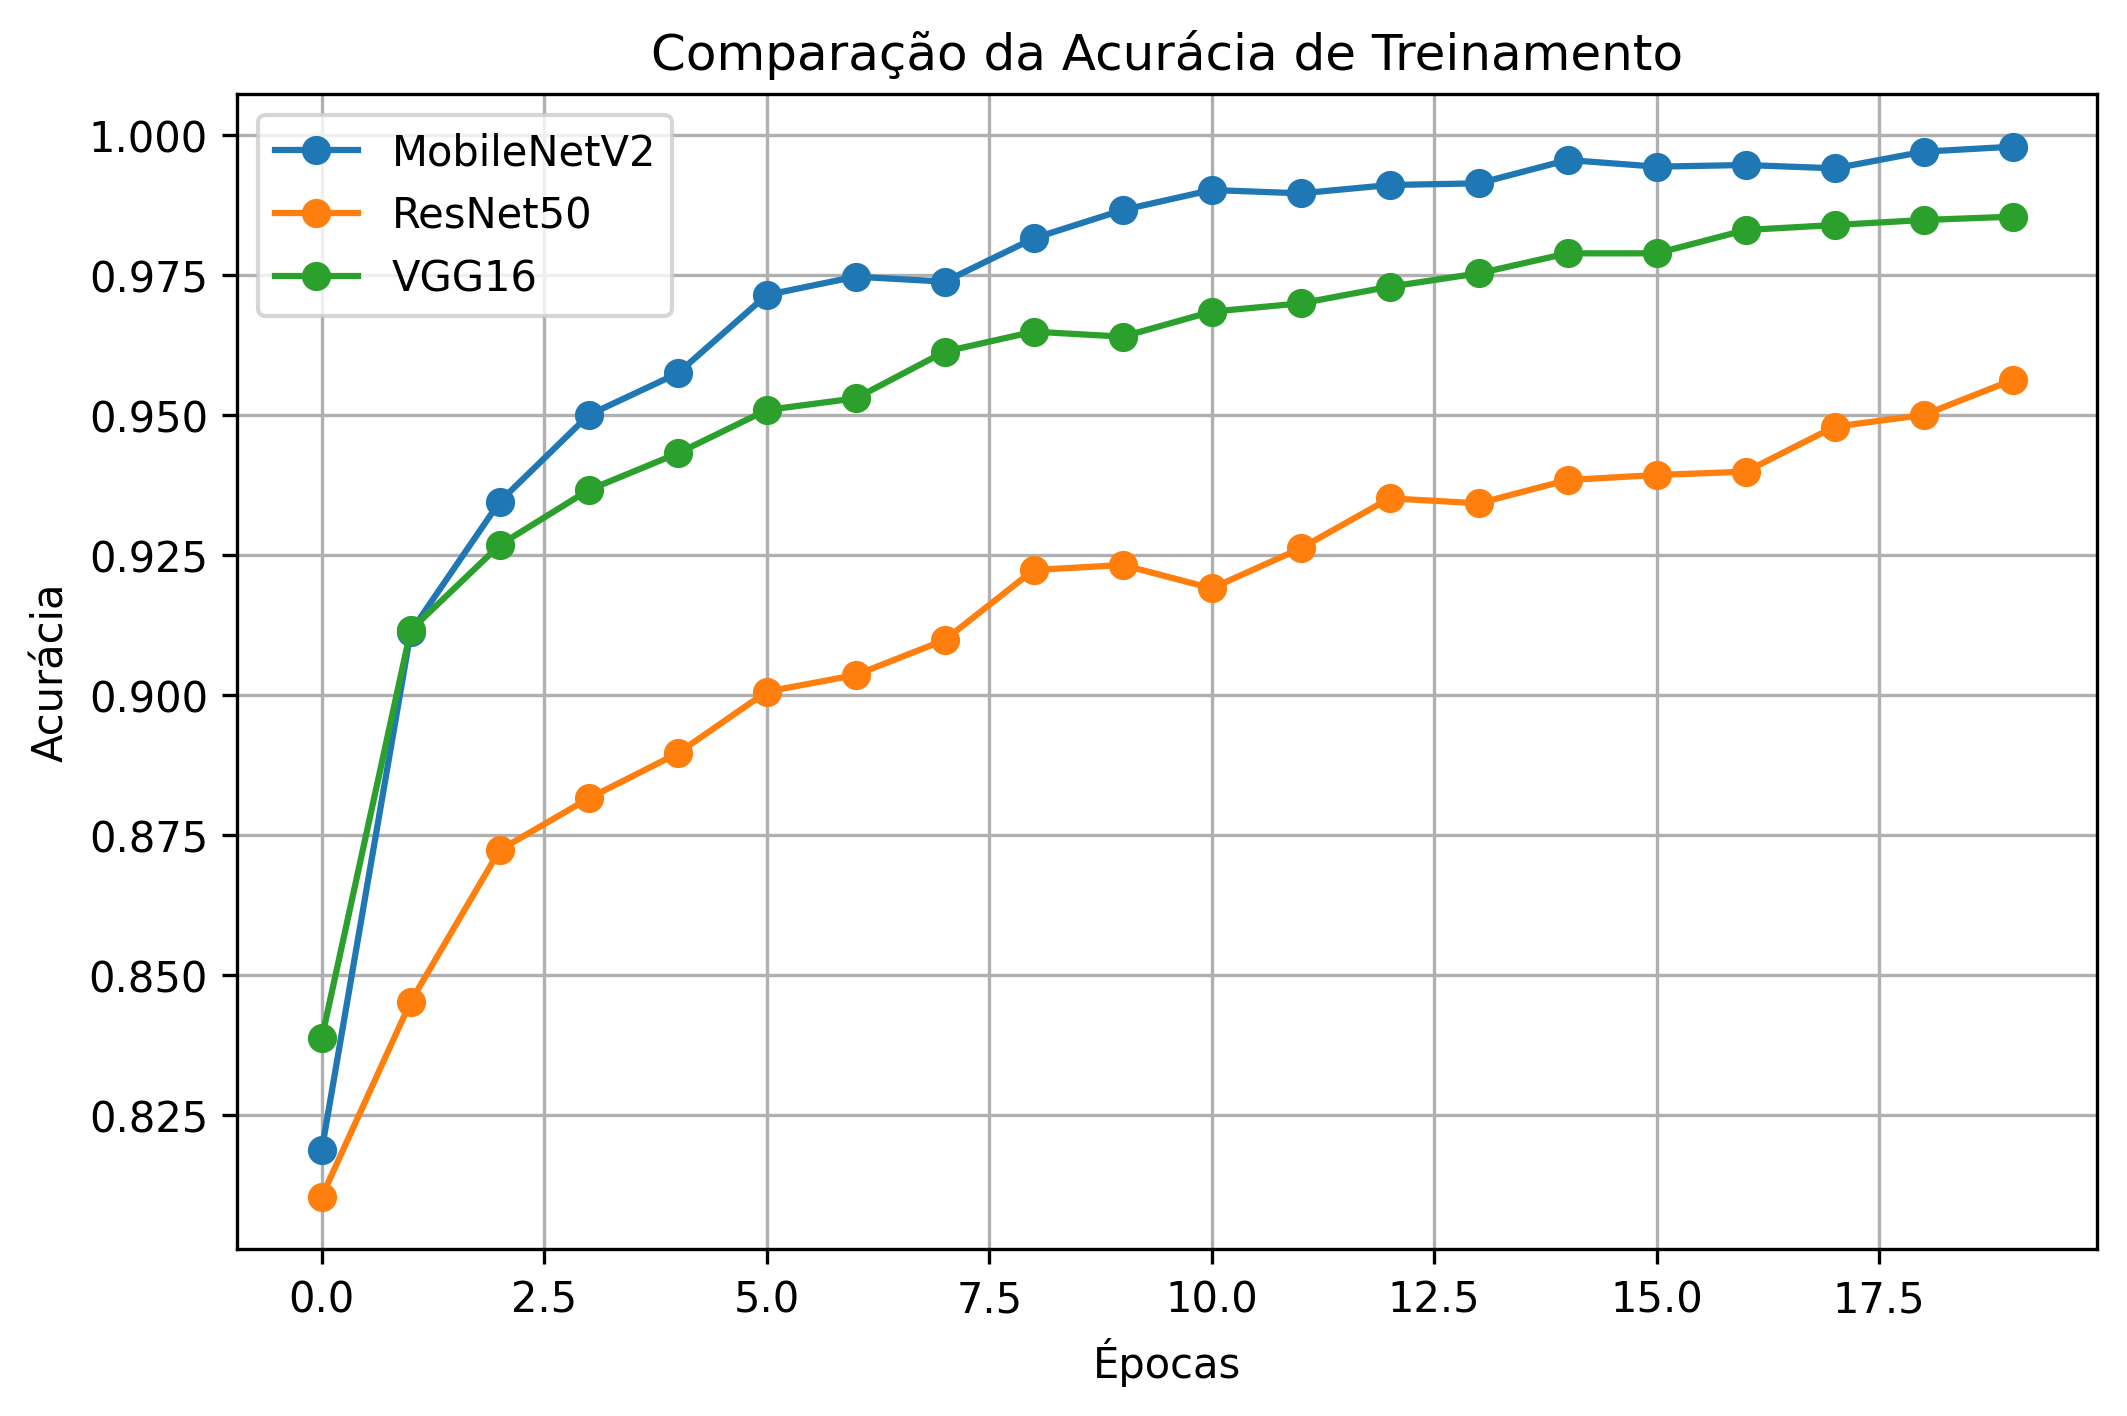 Comparação da Acurácia de Treinamento
MobileNetV2
ResNet50
VGG16
1.000
0.975
0.950
0.925
0.900
0.875
0.850
0.825
Acurácia
0.0 2.5 5.0 7.5 10.0 12.5 15.0 17.5
Épocas